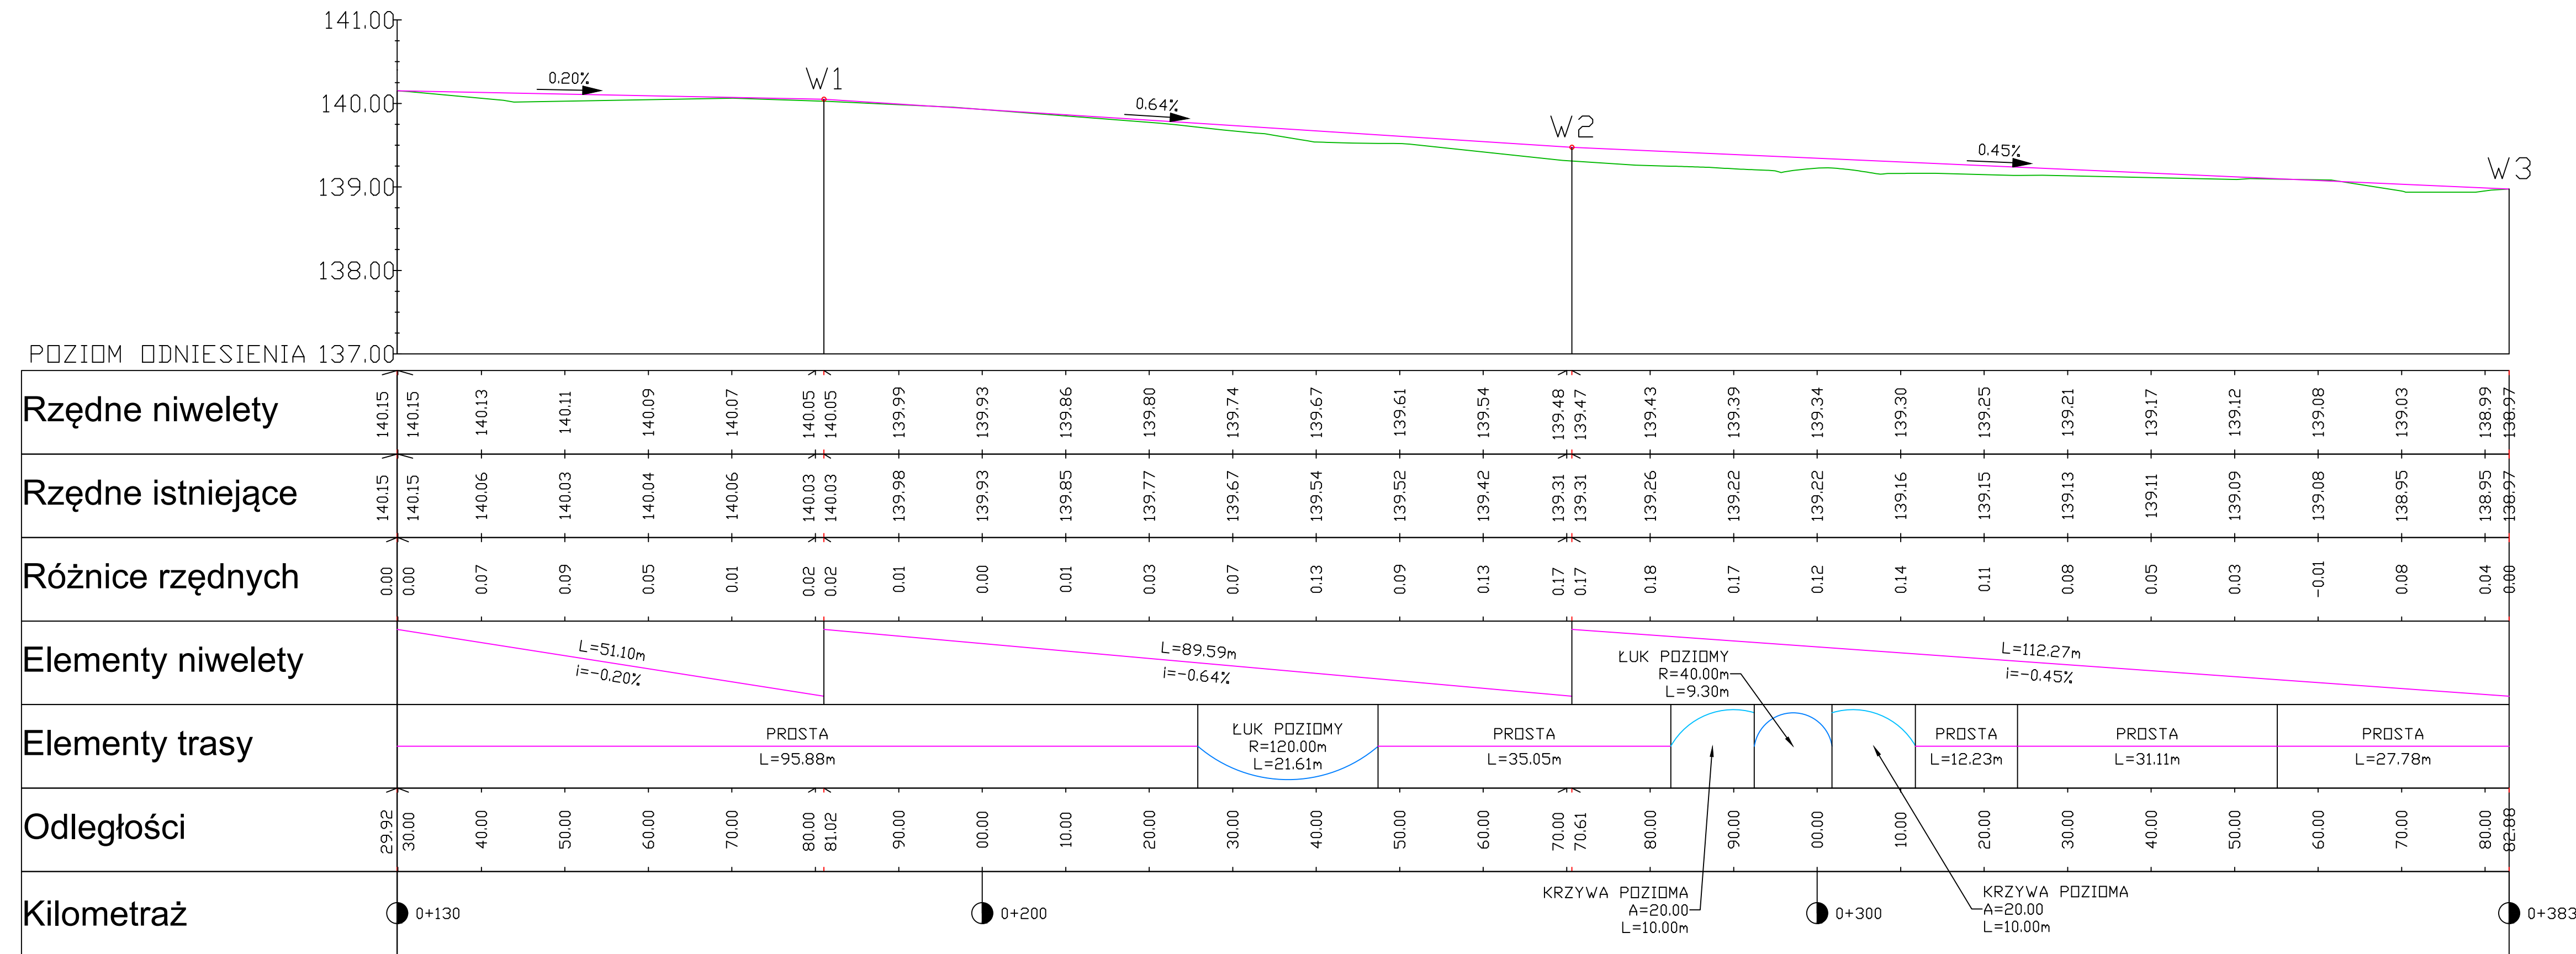 141.00
140.00
139.00
138.00
POZIOM ODNIESIENIA 137.00
0.20%
W1
0.64%
W2
0.45%
W3
Rzędne niwelety
140.15 140.15 140.13 140.11 140.09 140.07 140.05 140.05 139.99 139.93 139.86 139.80 139.74 139.67 139.61 139.54 139.48 139.47 139.43 139.39 139.34 139.30 139.25 139.21 139.17 139.12 139.08 139.03 138.99 138.97
Rzędne istniejące
140.15 140.15 140.06 140.03 140.04 140.06 140.03 140.03 139.98 139.93 139.85 139.77 139.67 139.54 139.52 139.42 139.31 139.31 139.26 139.22 139.22 139.16 139.15 139.13 139.11 139.09 139.08 138.95 138.95 138.97
Różnice rzędnych
0.00 0.00 0.07 0.09 0.05 0.01 0.02 0.02 0.01 0.00 0.01 0.03 0.07 0.13 0.09 0.13 0.17 0.17 0.18 0.17 0.12 0.14 0.11 0.08 0.05 0.03 -0.01 0.08 0.04 0.00
Elementy niwelety
L=51.10m
i=-0.20%
L=89.59m
i=-0.64%
L=112.27m
i=-0.45%
Elementy trasy
PROSTA
L=95.88m
ŁUK POZIOMY
R=120.00m
L=21.61m
PROSTA
L=35.05m
ŁUK POZIOMY
R=40.00m
L=9.30m
PROSTA
L=12.23m
PROSTA
L=31.11m
PROSTA
L=27.78m
Odległości
29.92 30.00 40.00 50.00 60.00 70.00 80.00 81.02 90.00 00.00 10.00 20.00 30.00 40.00 50.00 60.00 70.00 70.61 80.00 90.00 00.00 10.00 20.00 30.00 40.00 50.00 60.00 70.00 80.00 82.88
KRZYWA POZIOMA
A=20.00
L=10.00m
KRZYWA POZIOMA
A=20.00
L=10.00m
Kilometraż
0+130
0+200
0+300
0+383